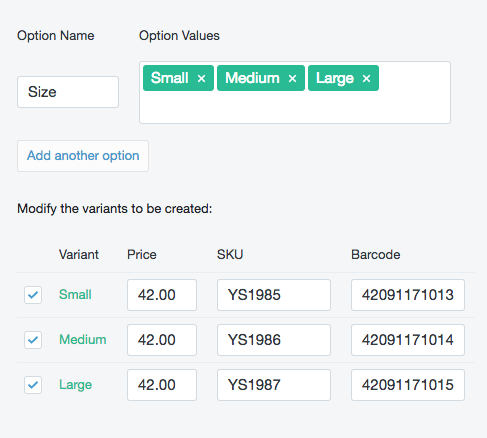 Option Name Option Values
Size Small × Medium × Large ×
Add another option
Modify the variants to be created:
Variant Price SKU Barcode
Small 42.00 YS1985 42091171013
Medium 42.00 YS1986 42091171014
Large 42.00 YS1987 42091171015